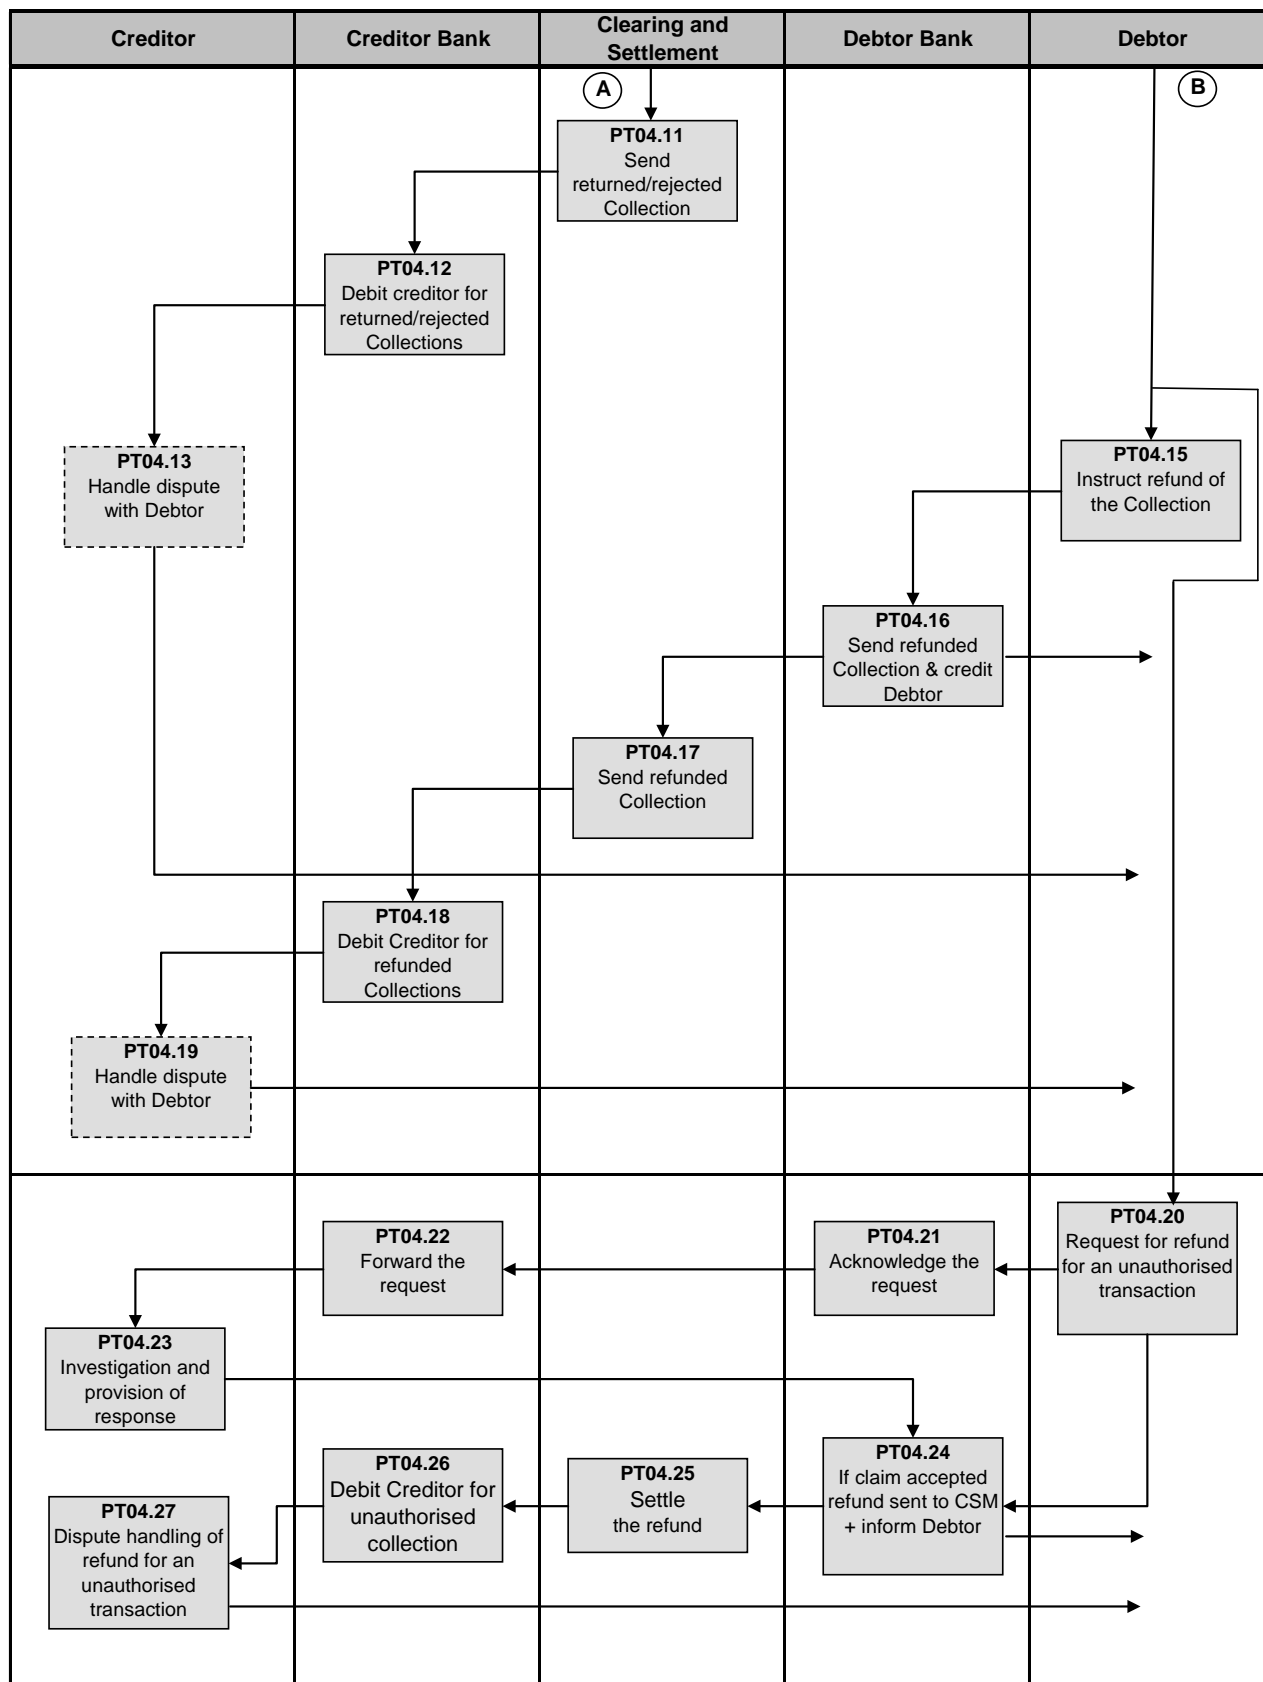 Creditor
Creditor Bank
Clearing and
Settlement
Debtor Bank
Debtor
A
B
PT04.11
Send
returned/rejected
Collection
PT04.12
Debit creditor for
returned/rejected
Collections
PT04.13
Handle dispute
with Debtor
PT04.15
Instruct refund of
the Collection
PT04.16
Send refunded
Collection & credit
Debtor
PT04.17
Send refunded
Collection
PT04.18
Debit Creditor for
refunded
Collections
PT04.19
Handle dispute
with Debtor
PT04.20
Request for refund
for an unauthorised
transaction
PT04.21
Acknowledge the
request
PT04.22
Forward the
request
PT04.23
Investigation and
provision of
response
PT04.24
If claim accepted
refund sent to CSM
+ inform Debtor
PT04.25
Settle
the refund
PT04.26
Debit Creditor for
unauthorised
collection
PT04.27
Dispute handling of
refund for an
unauthorised
transaction